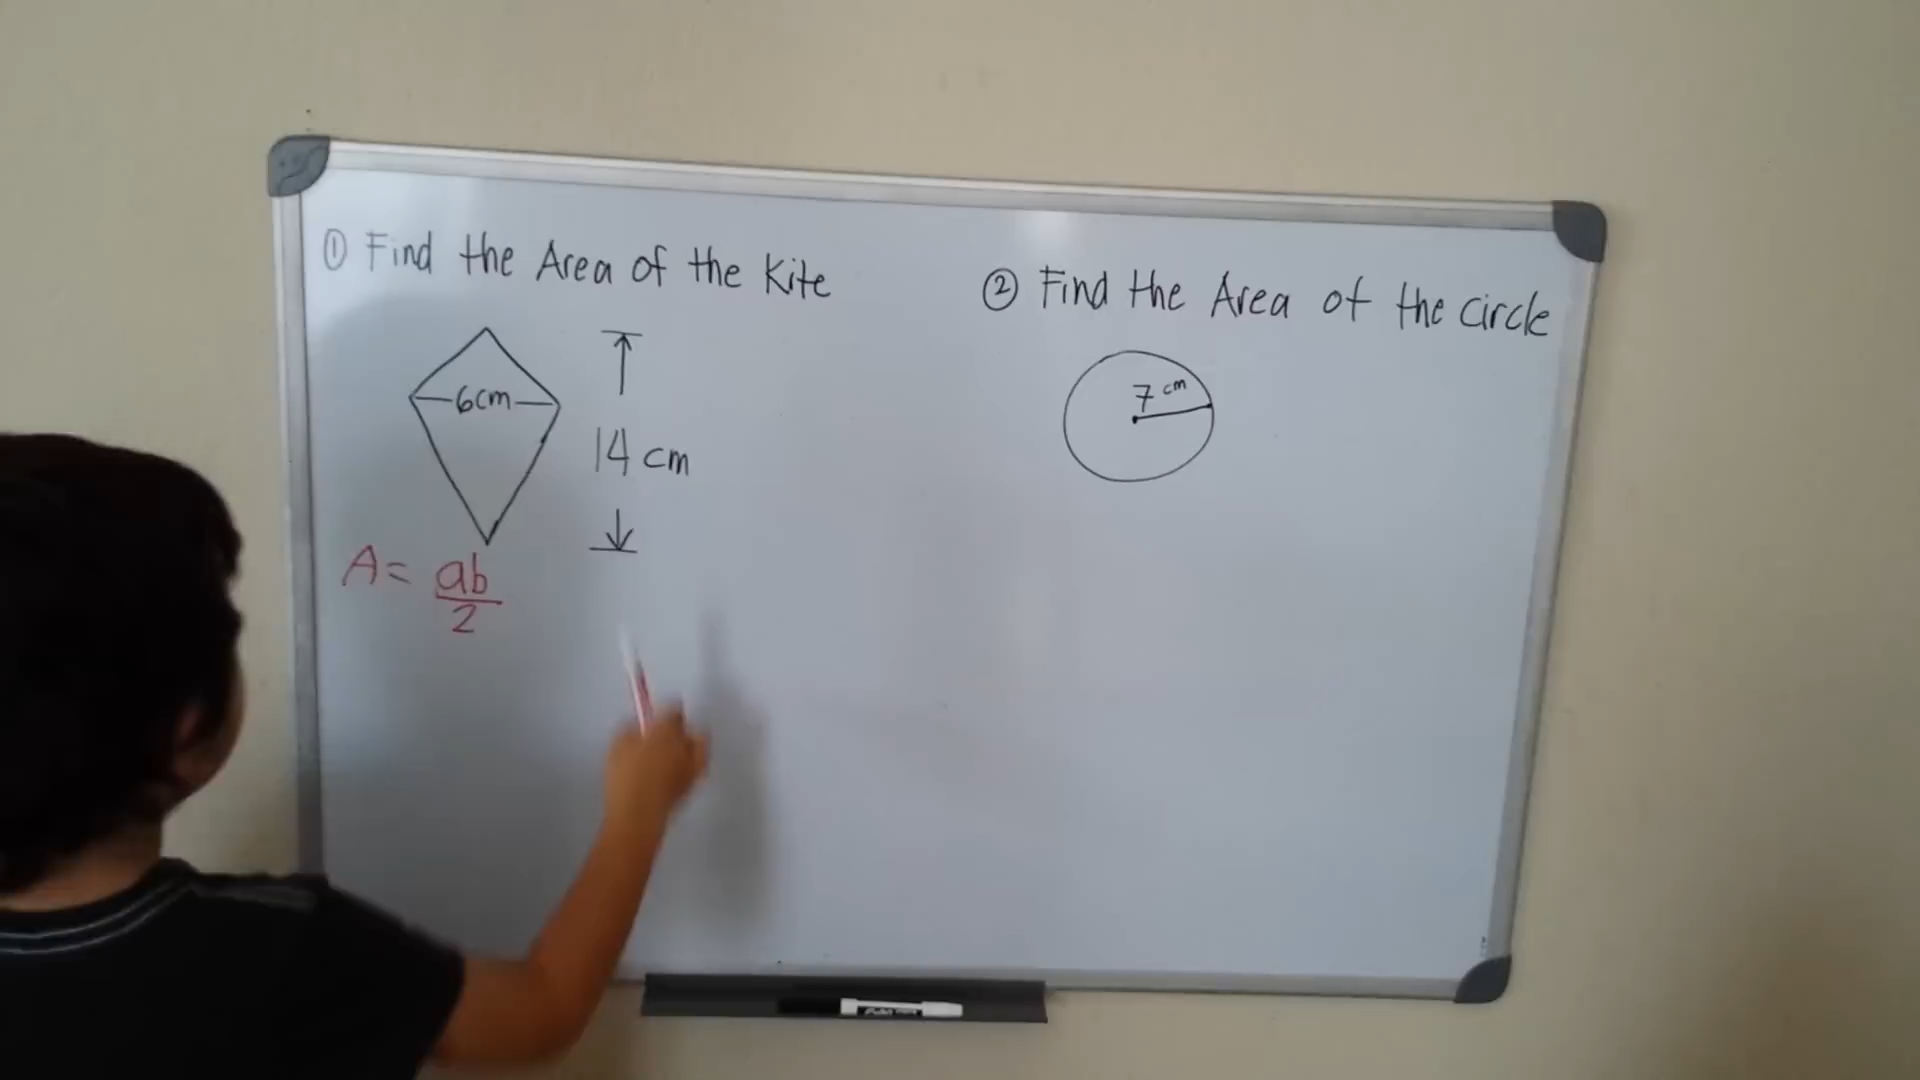 ① Find the Area of the Kite
6cm
14 cm
A = ab/2
② Find the Area of the circle
7 cm